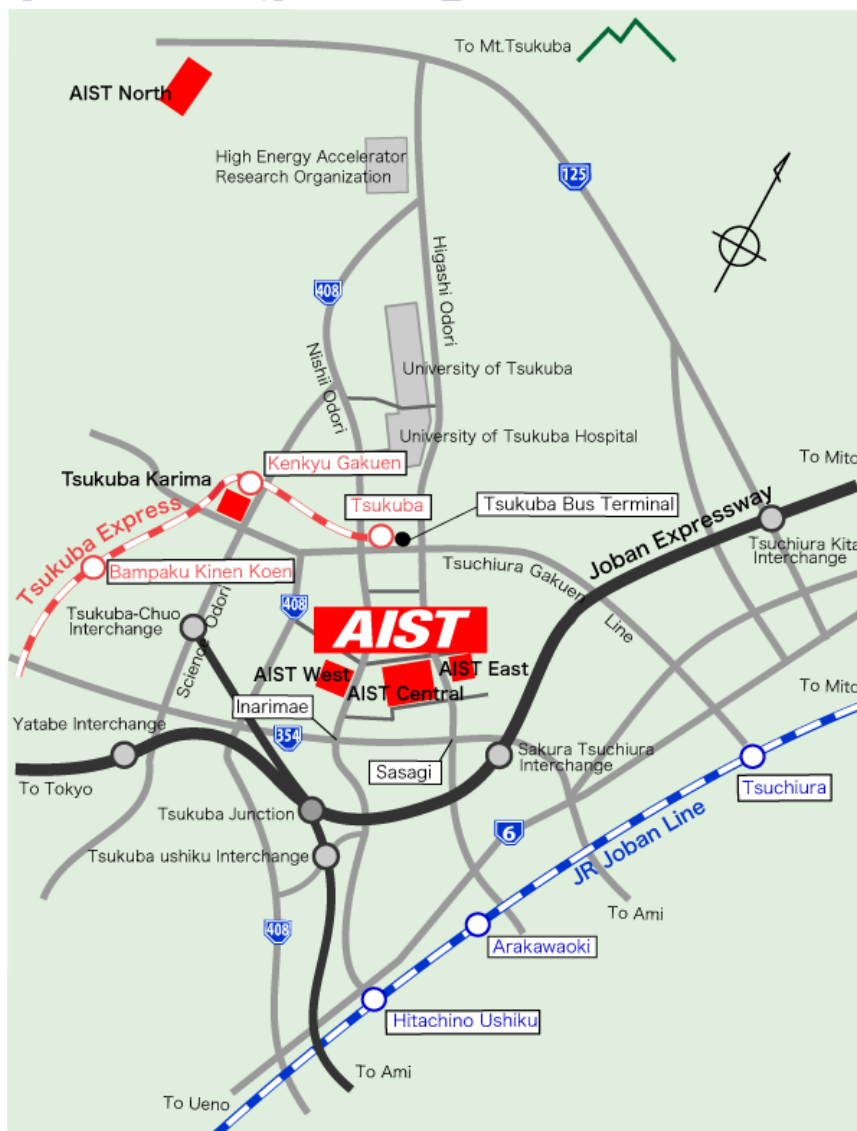 To Mt.Tsukuba
AIST North
High Energy Accelerator
Research Organization
125
Higashi Odori
408
Nishii Odori
University of Tsukuba
University of Tsukuba Hospital
Kenkyu Gakuen
Tsukuba Karima
To Mito
Tsukuba
Tsukuba Bus Terminal
Tsukuba Express
Joban Expressway
Tsuchiura Kita
Interchange
Bampaku Kinen Koen
Tsuchiura Gakuen
Line
408
Tsukuba-Chuo
Interchange
Science Odori
AIST
AIST West
AIST Central
AIST East
To Mito
Inarimae
Yatabe Interchange
354
Sasagi
Sakura Tsuchiura
Interchange
To Tokyo
Tsuchiura
Tsukuba Junction
6
JR Joban Line
Tsukuba ushiku Interchange
To Ami
408
Arakawaoki
Hitachino Ushiku
To Ami
To Ueno